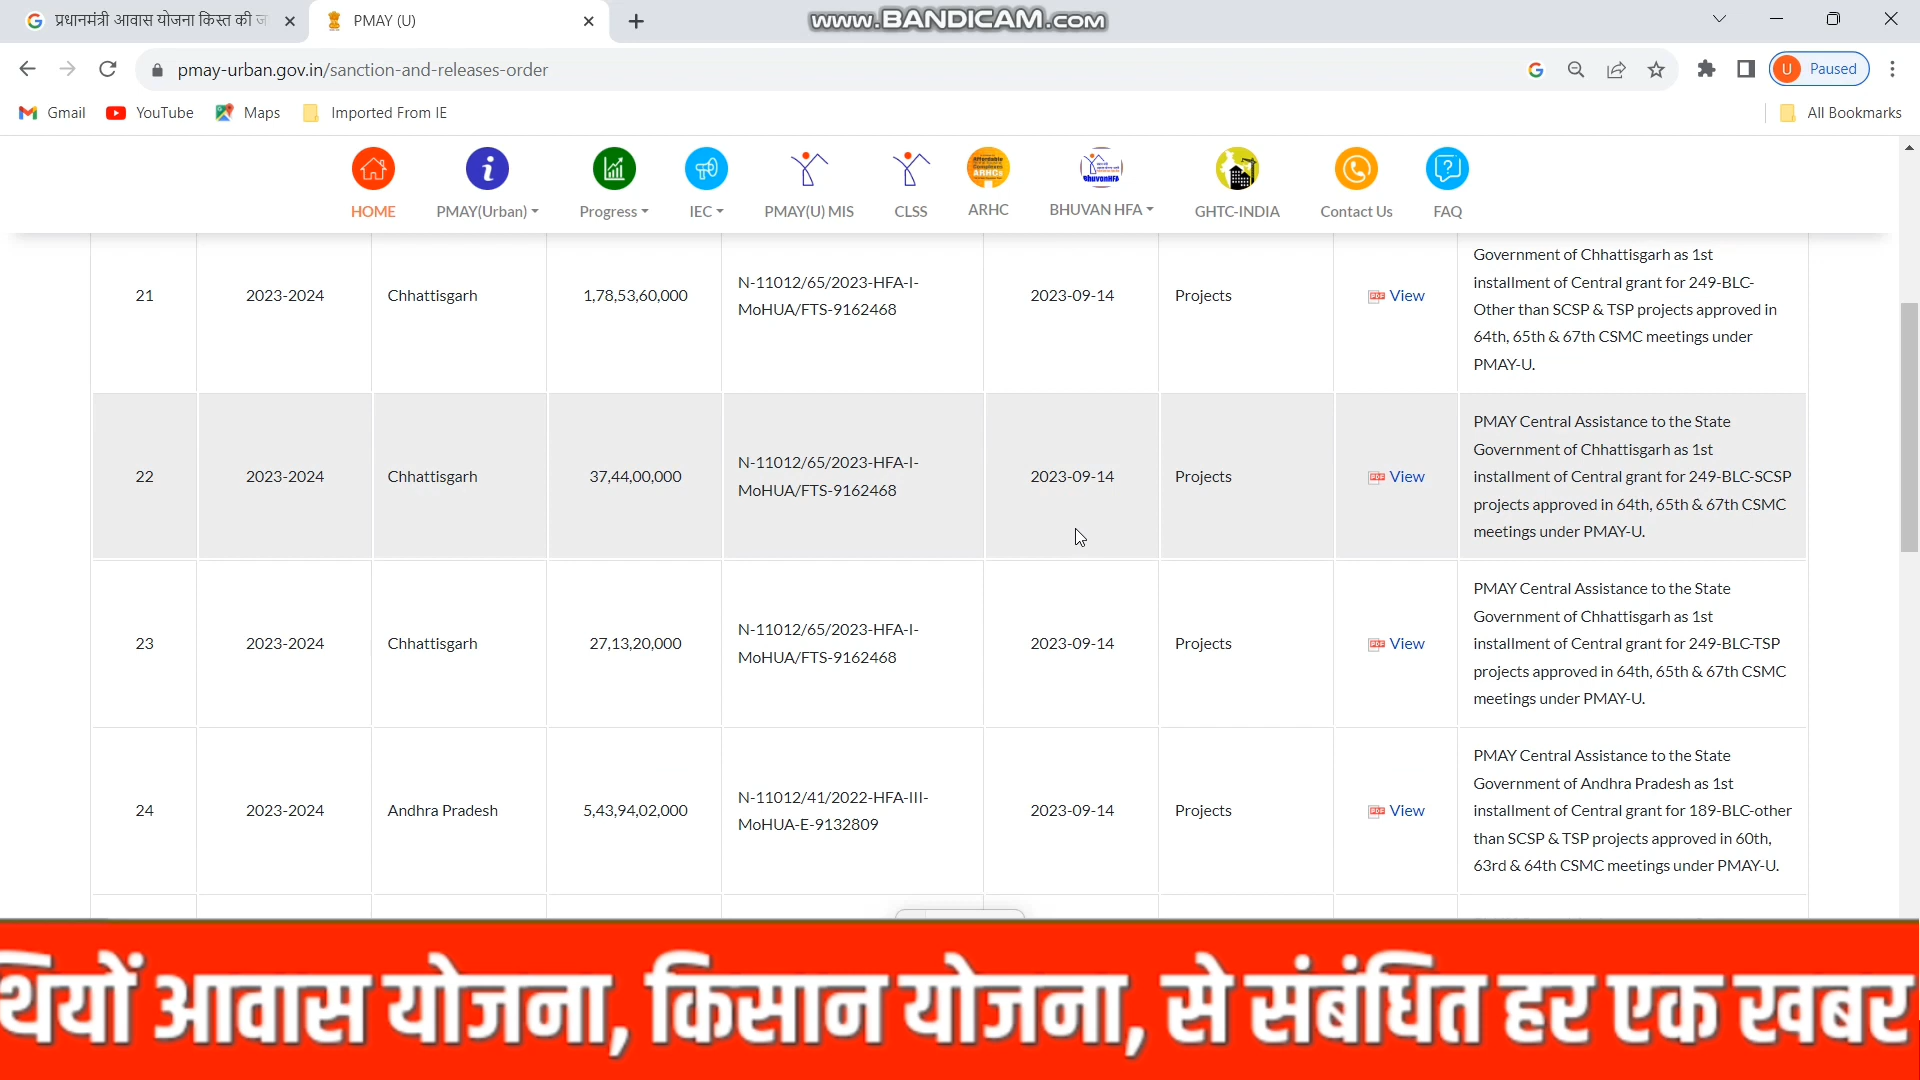 प्रधानमंत्री आवास योजना किस्त की ज
PMAY (U)
www.BANDICAM.com
pmay-urban.gov.in/sanction-and-releases-order
U Paused
Gmail
YouTube
Maps
Imported From IE
All Bookmarks
HOME
PMAY(Urban)
Progress
IEC
PMAY(U) MIS
CLSS
ARHC
BHUVAN HFA
GHTC-INDIA
Contact Us
FAQ
21
2023-2024
Chhattisgarh
1,78,53,60,000
N-11012/65/2023-HFA-I-
MoHUA/FTS-9162468
2023-09-14
Projects
View
Government of Chhattisgarh as 1st
installment of Central grant for 249-BLC-
Other than SCSP & TSP projects approved in
64th, 65th & 67th CSMC meetings under
PMAY-U.
22
2023-2024
Chhattisgarh
37,44,00,000
N-11012/65/2023-HFA-I-
MoHUA/FTS-9162468
2023-09-14
Projects
View
PMAY Central Assistance to the State
Government of Chhattisgarh as 1st
installment of Central grant for 249-BLC-SCSP
projects approved in 64th, 65th & 67th CSMC
meetings under PMAY-U.
23
2023-2024
Chhattisgarh
27,13,20,000
N-11012/65/2023-HFA-I-
MoHUA/FTS-9162468
2023-09-14
Projects
View
PMAY Central Assistance to the State
Government of Chhattisgarh as 1st
installment of Central grant for 249-BLC-TSP
projects approved in 64th, 65th & 67th CSMC
meetings under PMAY-U.
24
2023-2024
Andhra Pradesh
5,43,94,02,000
N-11012/41/2022-HFA-III-
MoHUA-E-9132809
2023-09-14
Projects
View
PMAY Central Assistance to the State
Government of Andhra Pradesh as 1st
installment of Central grant for 189-BLC-other
than SCSP & TSP projects approved in 60th,
63rd & 64th CSMC meetings under PMAY-U.
थियों आवास योजना, किसान योजना, से संबंधित हर एक खबर